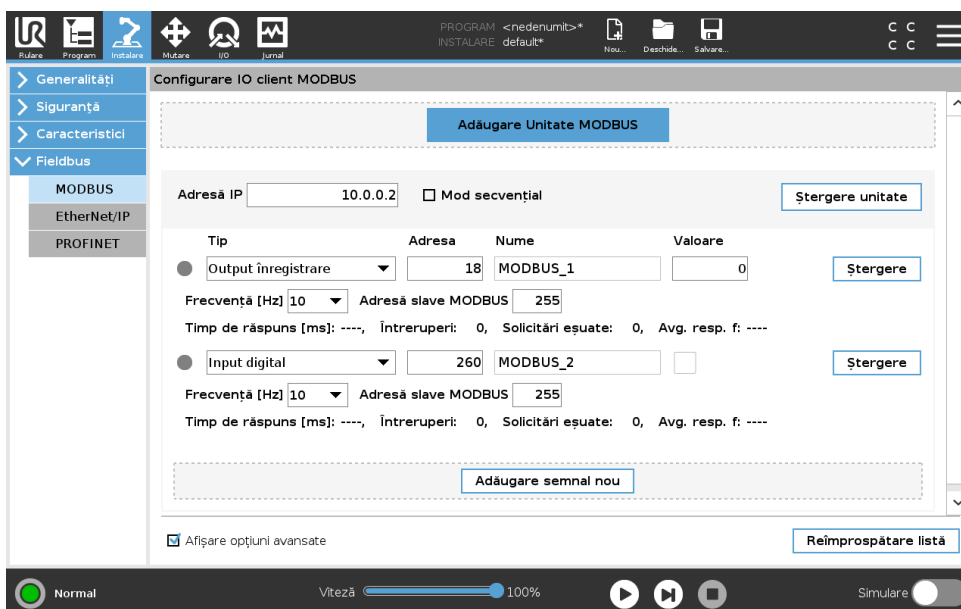 UR
Rulare Program Instalare Mutare I/O Jurnal
PROGRAM <nedenumit>*
INSTALARE default*
Nou... Deschide... Salvare...
C C
C C
Generalități
Siguranță
Caracteristici
Fieldbus
MODBUS
EtherNet/IP
PROFINET
Configurare IO client MODBUS
Adăugare Unitate MODBUS
Adresă IP 10.0.0.2 Mod secvențial Ștergere unitate
Tip Adresa Nume Valoare
Output înregistrare 18 MODBUS_1 0 Ștergere
Frecvență [Hz] 10 Adresă slave MODBUS 255
Timp de răspuns [ms]: ----, Întreruperi: 0, Solicitări eșuate: 0, Avg. resp. f: ----
Input digital 260 MODBUS_2 Ștergere
Frecvență [Hz] 10 Adresă slave MODBUS 255
Timp de răspuns [ms]: ----, Întreruperi: 0, Solicitări eșuate: 0, Avg. resp. f: ----
Adăugare semnal nou
Afișare opțiuni avansate Reîmprospătare listă
Normal Viteză 100% Simulare